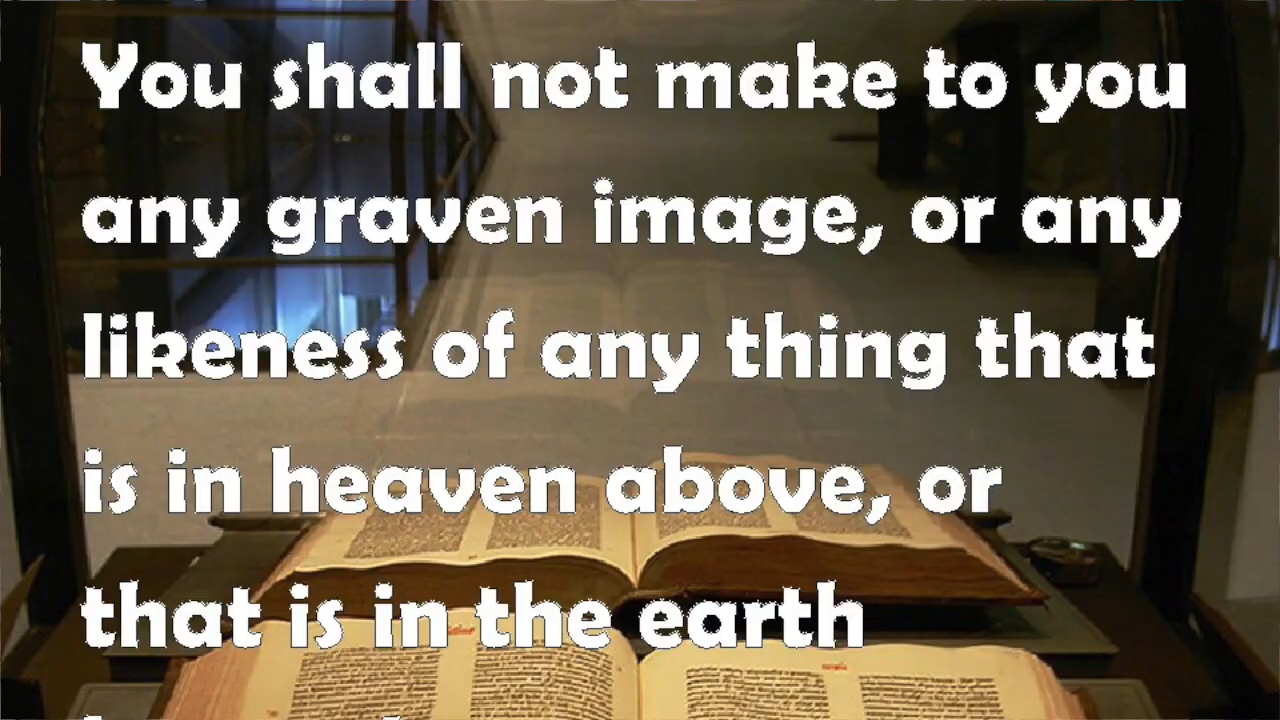 You shall not make to you
any graven image, or any
likeness of any thing that
is in heaven above, or
that is in the earth